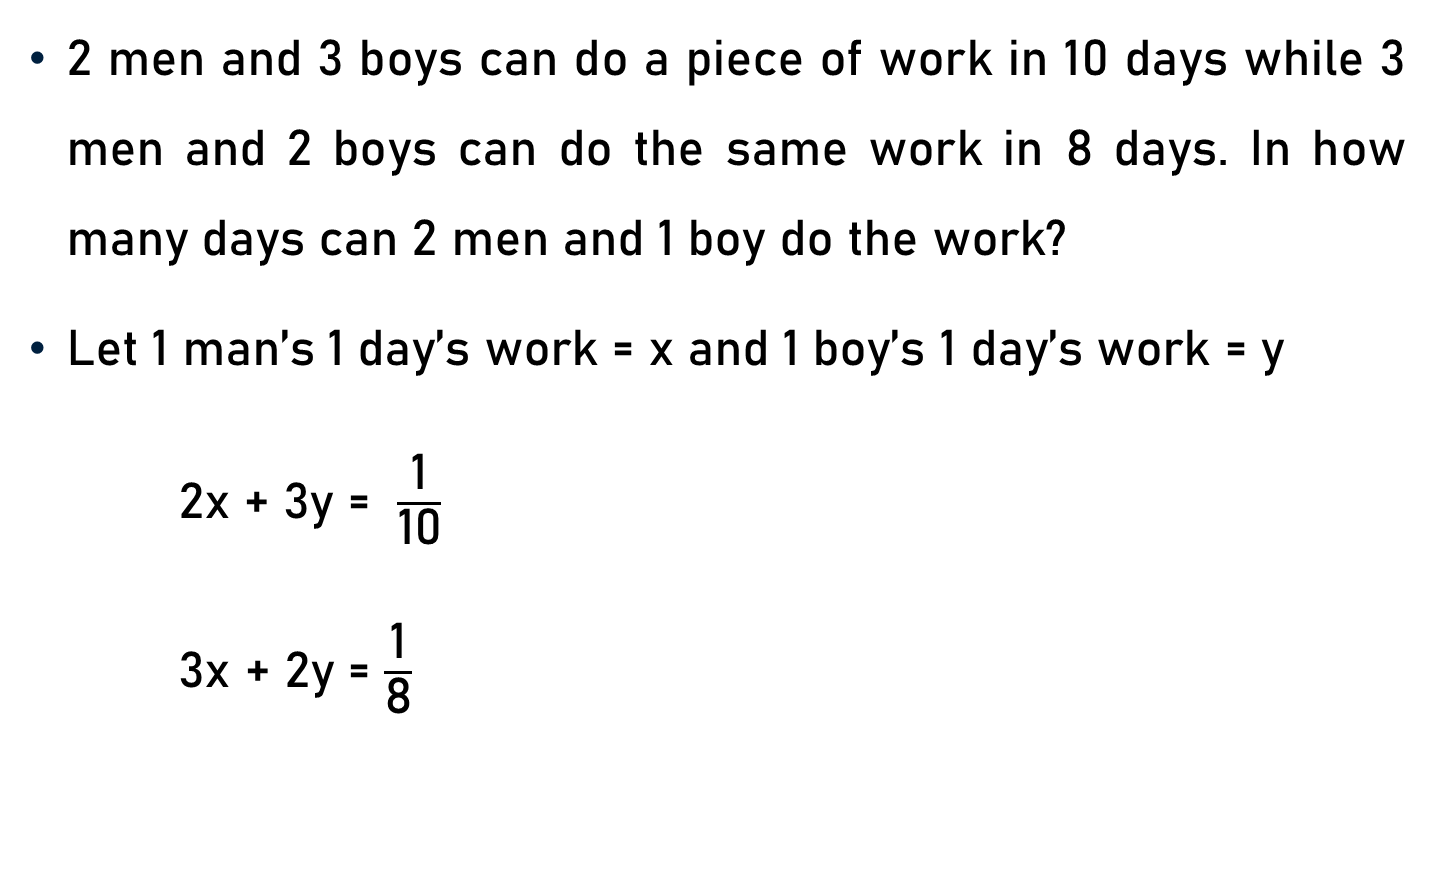 • 2 men and 3 boys can do a piece of work in 10 days while 3
men and 2 boys can do the same work in 8 days. In how
many days can 2 men and 1 boy do the work?
• Let 1 man’s 1 day’s work = x and 1 boy’s 1 day’s work = y
2x + 3y = 1/10
3x + 2y = 1/8